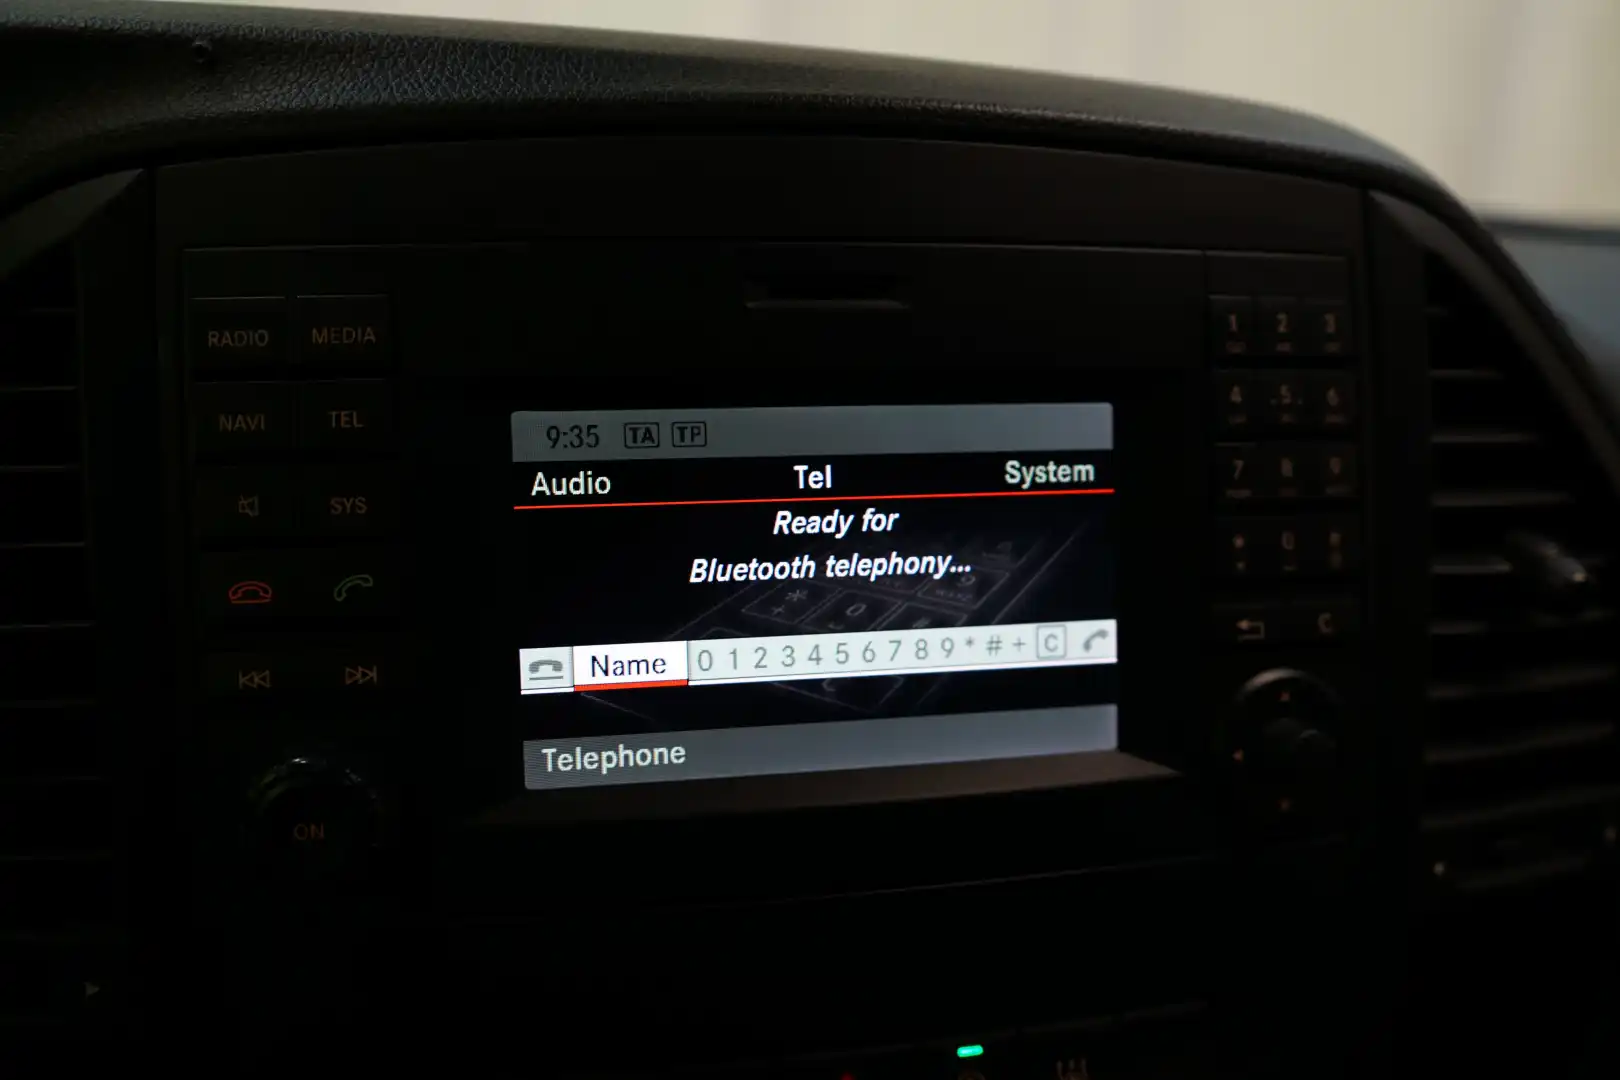 RADIO MEDIA
NAVI TEL
SYS
ON
9:35 TA TP
Audio Tel System
Ready for
Bluetooth telephony...
Name 0 1 2 3 4 5 6 7 8 9 * # + C
Telephone
1 2 3
4 5 6
7 8 9
* 0 #
C